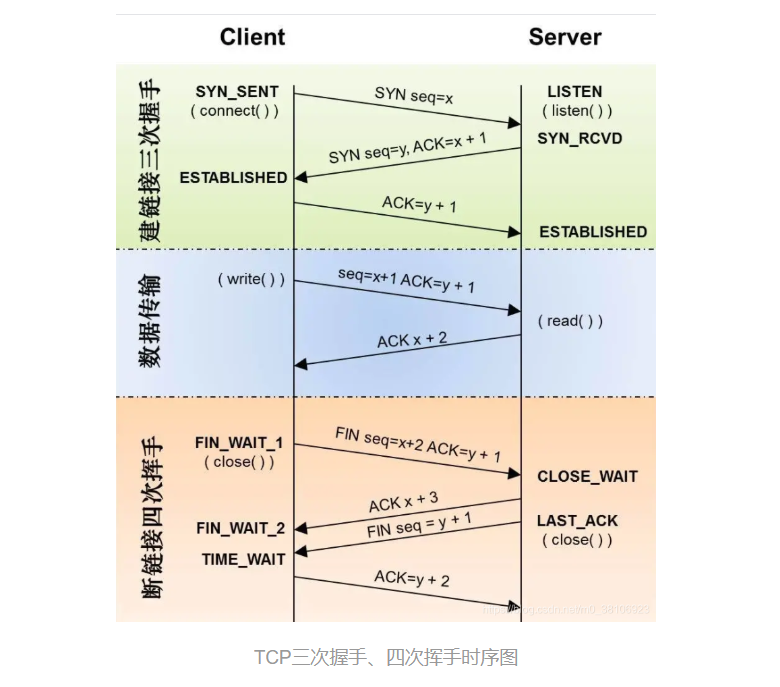 Client
Server
建链接三次握手
SYN_SENT
( connect( ) )
SYN seq=x
LISTEN
( listen( ) )
SYN_RCVD
SYN seq=y, ACK=x + 1
ESTABLISHED
ACK=y + 1
ESTABLISHED
数据传输
( write( ) )
seq=x+1 ACK=y + 1
( read( ) )
ACK x + 2
断链接四次挥手
FIN_WAIT_1
( close( ) )
FIN seq=x+2 ACK=y + 1
CLOSE_WAIT
ACK x + 3
FIN_WAIT_2
FIN seq = y + 1
LAST_ACK
( close( ) )
TIME_WAIT
ACK=y + 2
TCP三次握手、四次挥手时序图